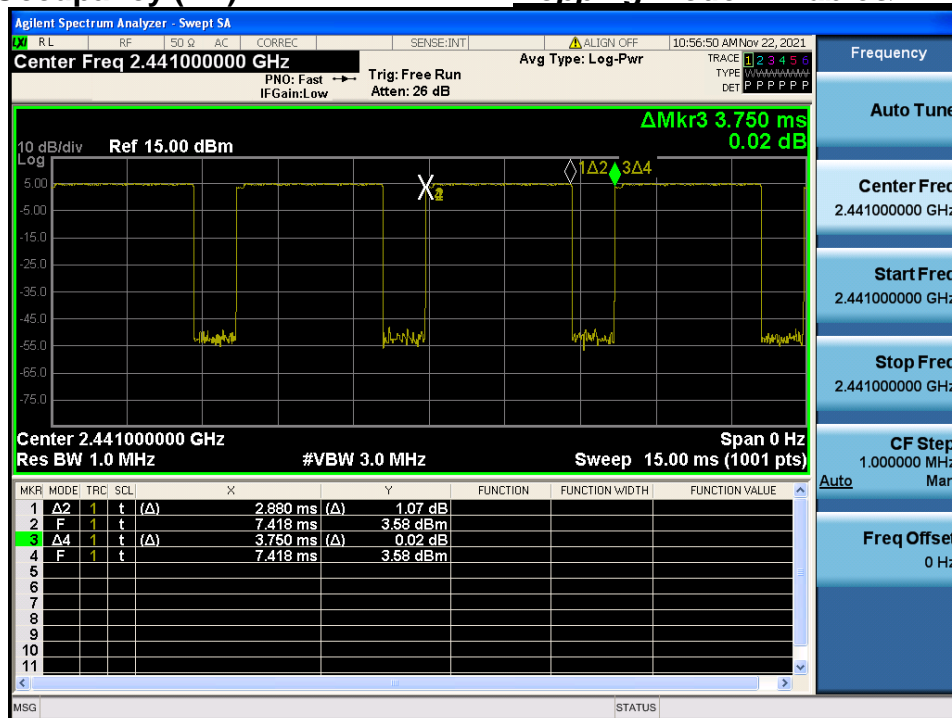 Agilent Spectrum Analyzer - Swept SA
LXI RL RF 50 Ω AC CORREC SENSE:INT ALIGN OFF 10:56:50 AM Nov 22, 2021
Center Freq 2.441000000 GHz
Avg Type: Log-Pwr
TRACE 1 2 3 4 5 6
PNO: Fast Trig: Free Run
TYPE WWWWWW
IFGain:Low Atten: 26 dB
DET P P P P P P
ΔMkr3 3.750 ms
0.02 dB
10 dB/div Ref 15.00 dBm
Log
1Δ2 3Δ4
5.00
-5.00
-15.0
-25.0
-35.0
-45.0
-55.0
-65.0
-75.0
Center 2.441000000 GHz Span 0 Hz
Res BW 1.0 MHz #VBW 3.0 MHz Sweep 15.00 ms (1001 pts)
MKR MODE TRC SCL X Y FUNCTION FUNCTION WIDTH FUNCTION VALUE
1 Δ2 1 t (Δ) 2.880 ms (Δ) 1.07 dB
2 F 1 t 7.418 ms 3.58 dBm
3 Δ4 1 t (Δ) 3.750 ms (Δ) 0.02 dB
4 F 1 t 7.418 ms 3.58 dBm
5
6
7
8
9
10
11
MSG STATUS
Frequency
Auto Tune
Center Freq
2.441000000 GHz
Start Freq
2.441000000 GHz
Stop Freq
2.441000000 GHz
CF Step
1.000000 MHz
Auto Man
Freq Offset
0 Hz